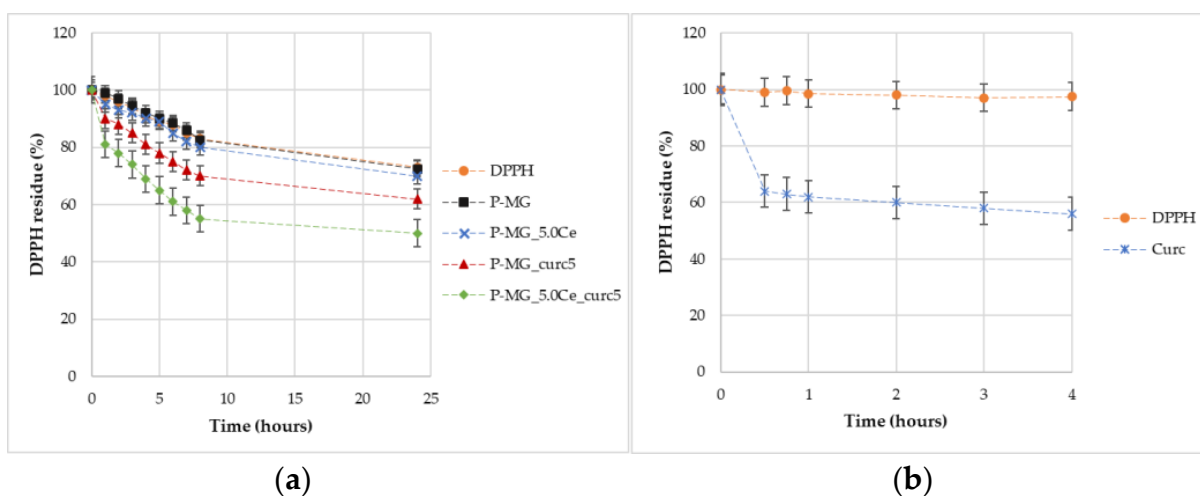 120
100
80
60
40
20
0
DPPH residue (%)
0 5 10 15 20 25
Time (hours)
DPPH
P-MG
P-MG_5.0Ce
P-MG_curc5
P-MG_5.0Ce_curc5
(a)
120
100
80
60
40
20
0
DPPH residue (%)
0 1 2 3 4
Time (hours)
DPPH
Curc
(b)